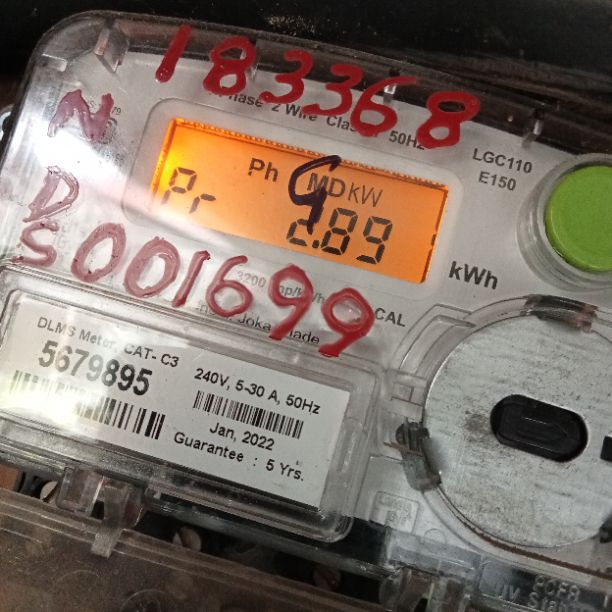 183368
Phase 2 Wire Class 50Hz
LGC110
E150
N
Ph MD kW
G
Pr 2.89
D
S001699
kWh
3200 imp/kWh
CAL
DLMS Meter, CAT- C3
5679895
240V, 5-30 A, 50Hz
Jan, 2022
Guarantee : 5 Yrs.